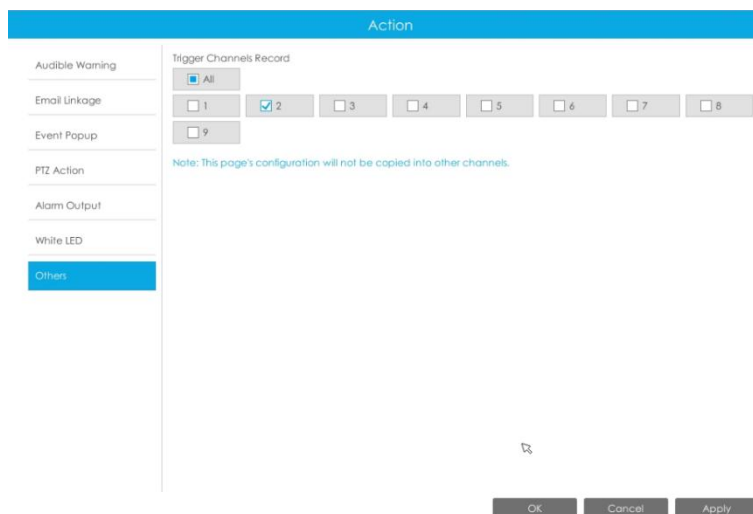 Action
Audible Warning
Email Linkage
Event Popup
PTZ Action
Alarm Output
White LED
Others
Trigger Channels Record
All
1 2 3 4 5 6 7 8
9
Note: This page's configuration will not be copied into other channels.
OK Cancel Apply